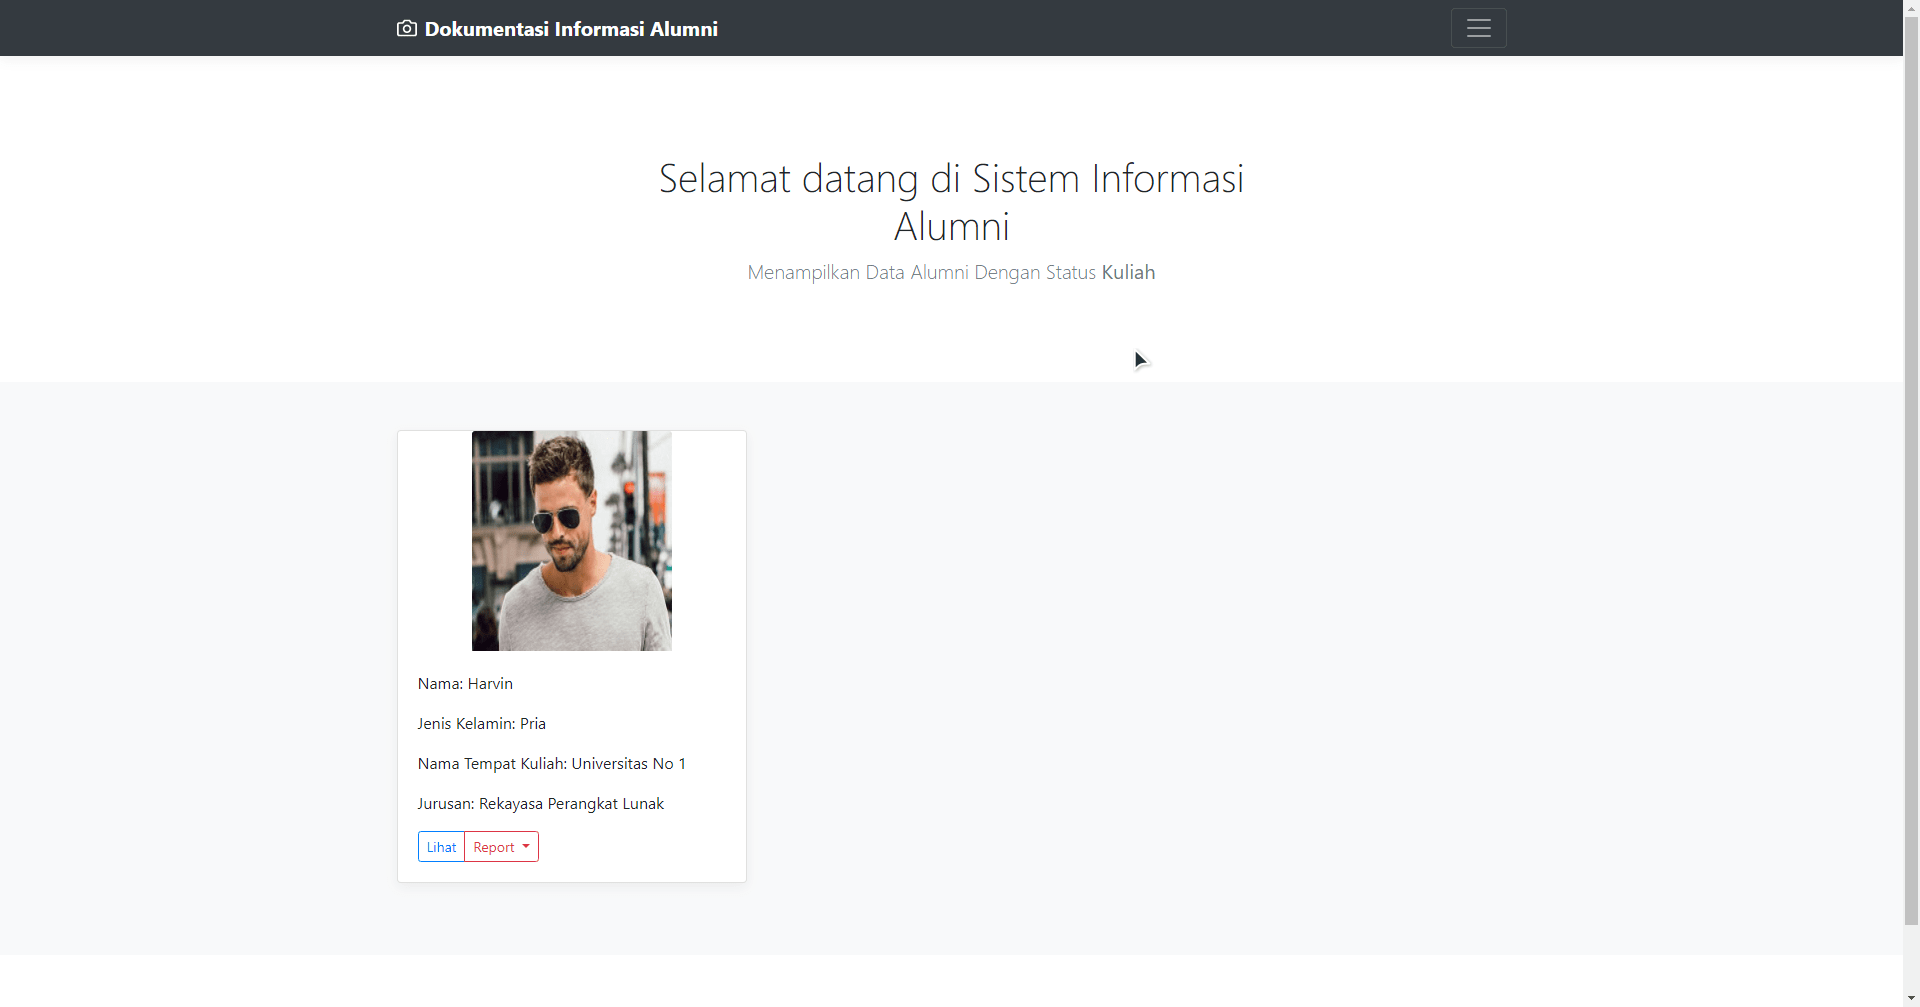 Dokumentasi Informasi Alumni
Selamat datang di Sistem Informasi
Alumni
Menampilkan Data Alumni Dengan Status Kuliah
Nama: Harvin
Jenis Kelamin: Pria
Nama Tempat Kuliah: Universitas No 1
Jurusan: Rekayasa Perangkat Lunak
Lihat Report